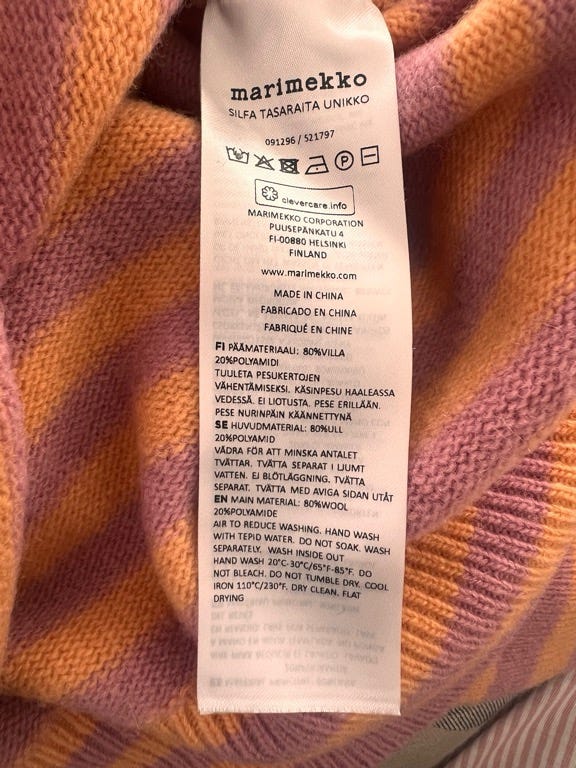 marimekko
SILFA TASARAITA UNIKKO
091296 / 521797
clevercare.info
MARIMEKKO CORPORATION
PUUSEPÄNKATU 4
FI-00880 HELSINKI
FINLAND
www.marimekko.com
MADE IN CHINA
FABRICADO EN CHINA
FABRIQUÉ EN CHINE
FI PÄÄMATERIAALI: 80%VILLA
20%POLYAMIDI
TUULETA PESUKERTOJEN
VÄHENTÄMISEKSI. KÄSINPESU HAALEASSA
VEDESSÄ. EI LIOTUSTA. PESE ERILLÄÄN.
PESE NURINPÄIN KÄÄNNETTYNÄ
SE HUVUDMATERIAL: 80%ULL
20%POLYAMID
VÄDRA FÖR ATT MINSKA ANTALET
TVÄTTAR. TVÄTTA SEPARAT I LJUMT
VATTEN. EJ BLÖTLÄGGNING. TVÄTTA
SEPARAT. TVÄTTA MED AVIGA SIDAN UTÅT
EN MAIN MATERIAL: 80%WOOL
20%POLYAMIDE
AIR TO REDUCE WASHING. HAND WASH
WITH TEPID WATER. DO NOT SOAK. WASH
SEPARATELY. WASH INSIDE OUT
HAND WASH 20°C-30°C/65°F-85°F. DO
NOT BLEACH. DO NOT TUMBLE DRY. COOL
IRON 110°C/230°F. DRY CLEAN. FLAT
DRYING